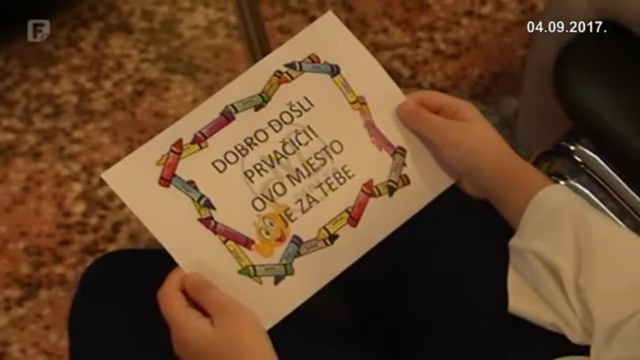 F
04.09.2017.
DOBRO DOŠLI
PRVAČIĆI!
OVO MJESTO
JE ZA TEBE